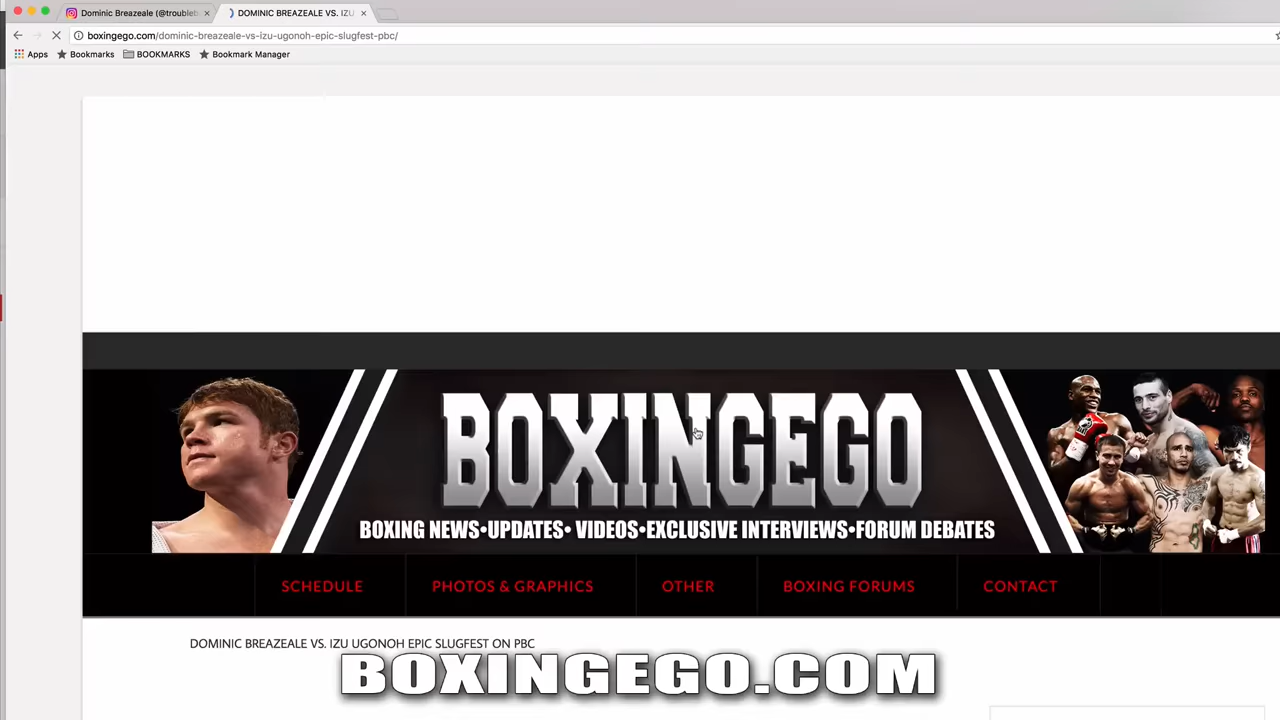 Dominic Breazeale (@troubleb
DOMINIC BREAZEALE VS. IZU
boxingego.com/dominic-breazeale-vs-izu-ugonoh-epic-slugfest-pbc/
Apps Bookmarks BOOKMARKS Bookmark Manager
BOXINGEGO
BOXING NEWS•UPDATES• VIDEOS•EXCLUSIVE INTERVIEWS•FORUM DEBATES
SCHEDULE PHOTOS & GRAPHICS OTHER BOXING FORUMS CONTACT
DOMINIC BREAZEALE VS. IZU UGONOH EPIC SLUGFEST ON PBC
BOXINGEGO.COM